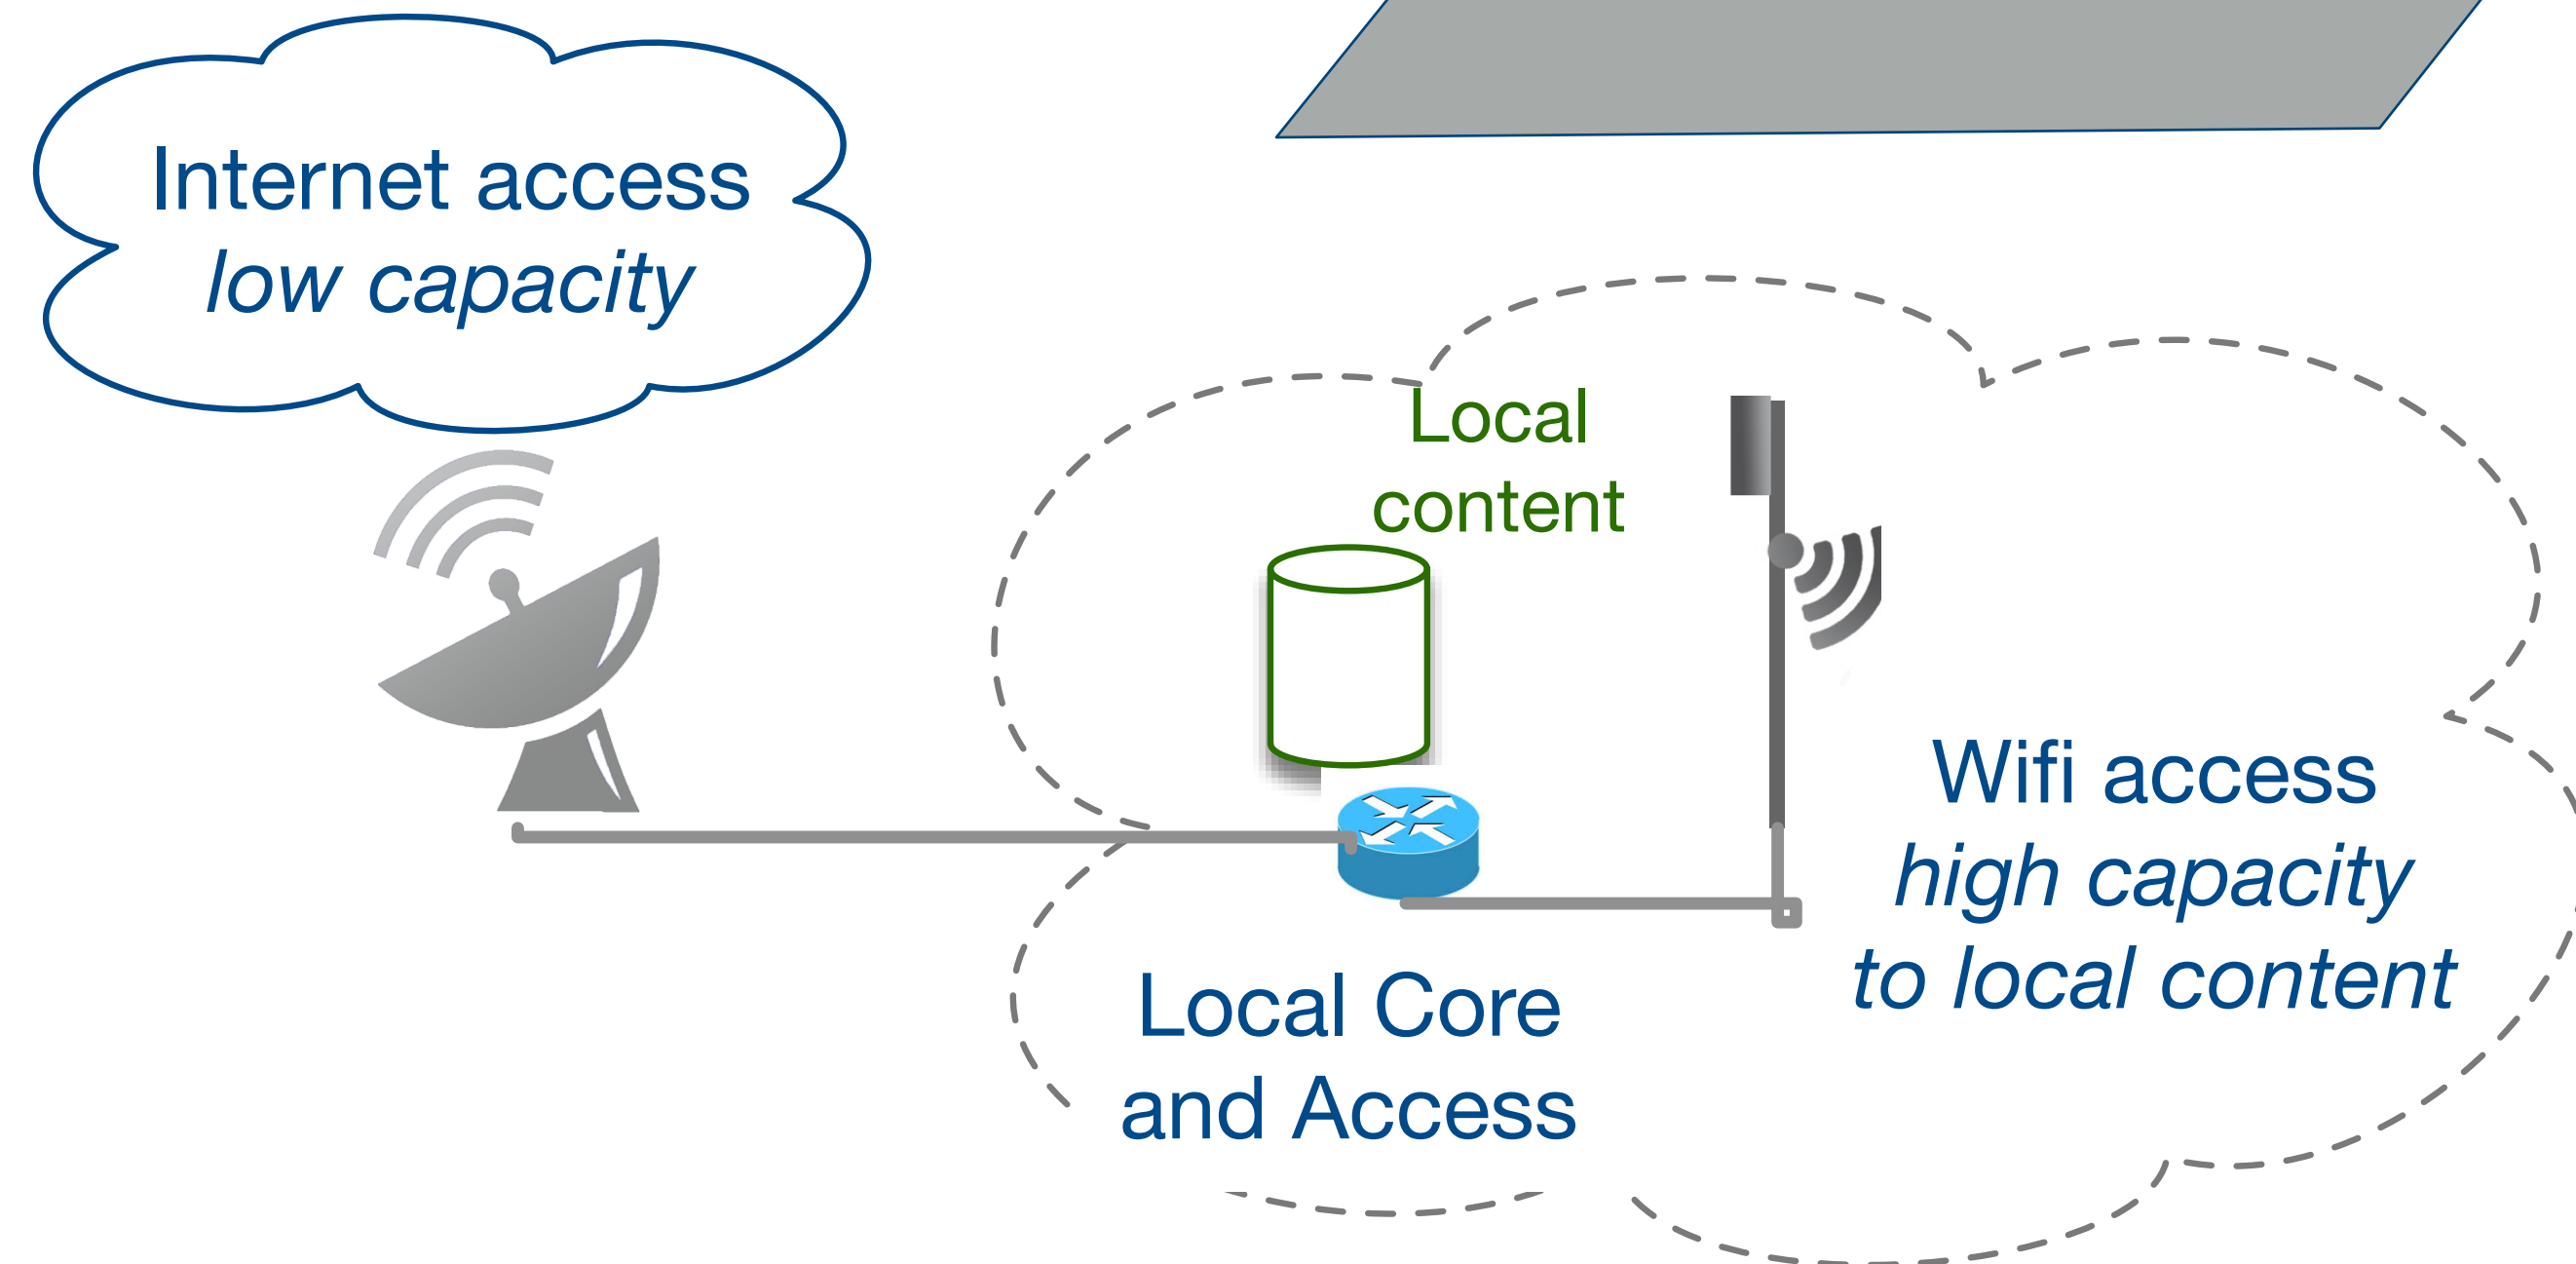 Internet access
low capacity
Local
content
Wifi access
high capacity
to local content
Local Core
and Access